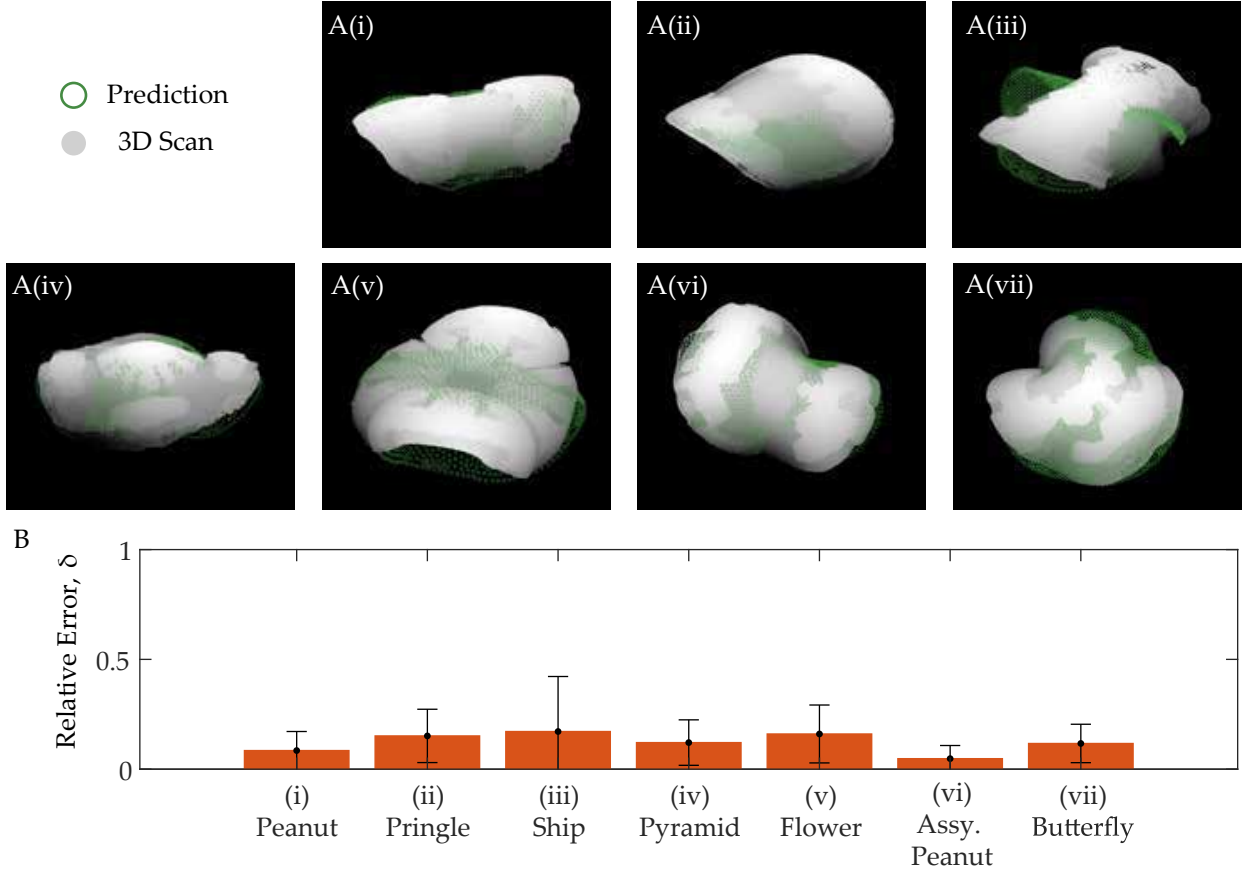 A(i)
A(ii)
A(iii)
Prediction
3D Scan
A(iv)
A(v)
A(vi)
A(vii)
B
Relative Error, δ
1
0.5
0
(i)
Peanut
(ii)
Pringle
(iii)
Ship
(iv)
Pyramid
(v)
Flower
(vi)
Assy.
Peanut
(vii)
Butterfly